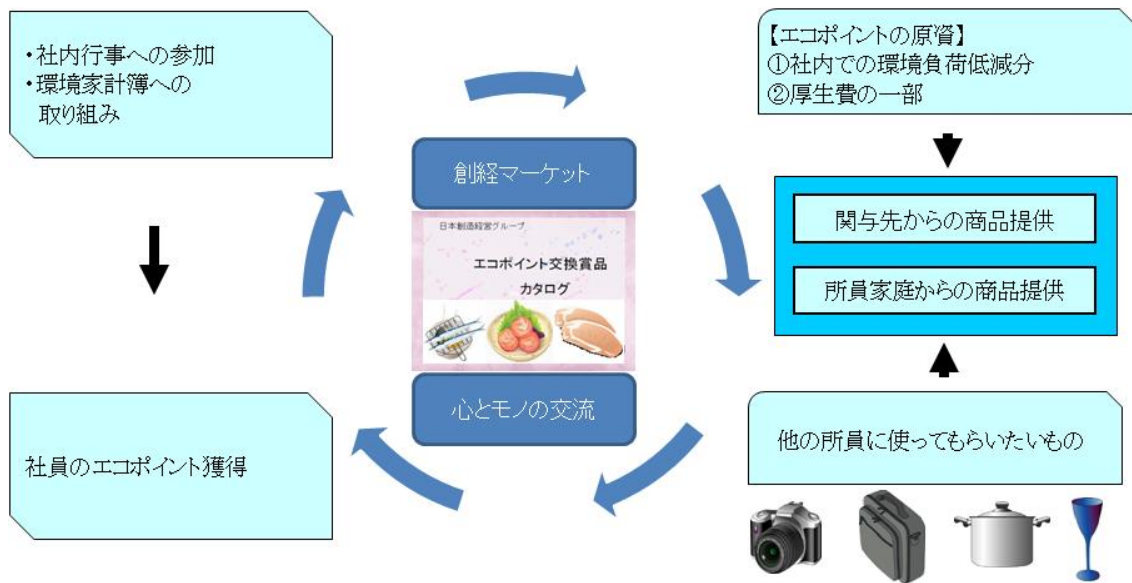 ・社内行事への参加
・環境家計簿への
取り組み
【エコポイントの原資】
①社内での環境負荷低減分
②厚生費の一部
創経マーケット
日本創造経営グループ
エコポイント交換賞品
カタログ
心とモノの交流
関与先からの商品提供
所員家庭からの商品提供
社員のエコポイント獲得
他の所員に使ってもらいたいもの